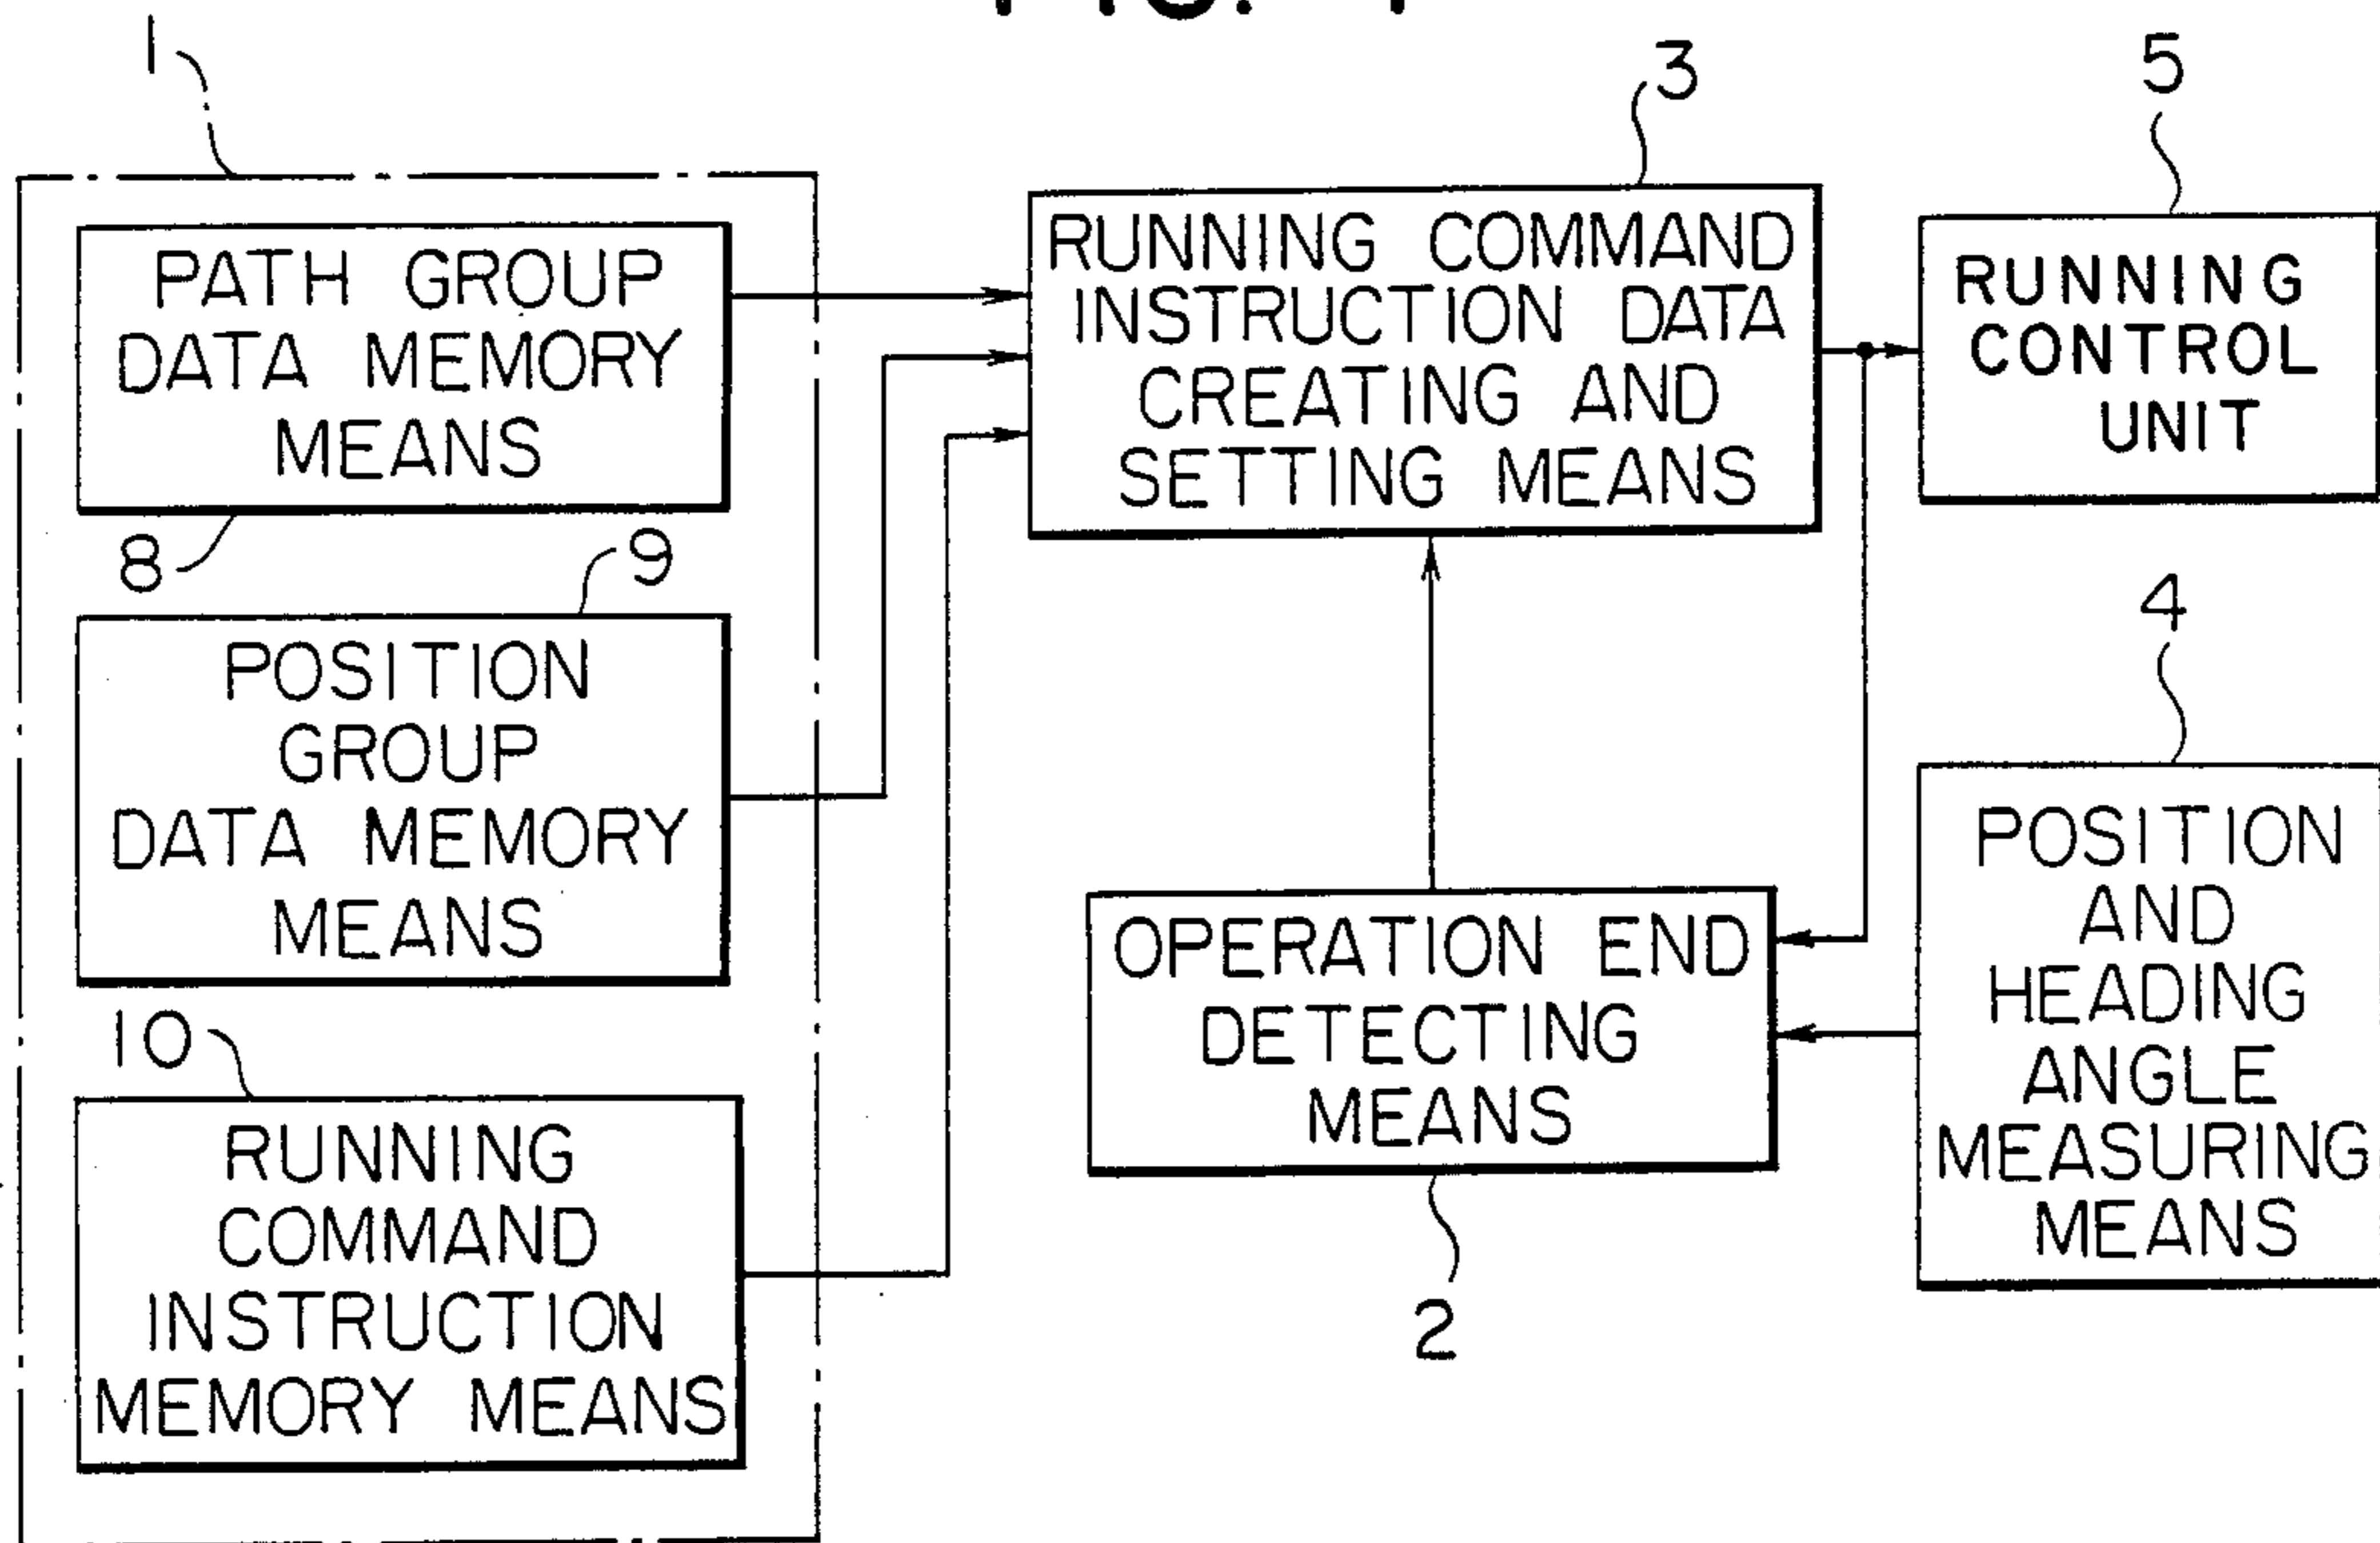 1
3
5
PATH GROUP
DATA MEMORY
MEANS
8
9
POSITION
GROUP
DATA MEMORY
MEANS
10
RUNNING
COMMAND
INSTRUCTION
MEMORY MEANS
RUNNING COMMAND
INSTRUCTION DATA
CREATING AND
SETTING MEANS
RUNNING
CONTROL
UNIT
4
OPERATION END
DETECTING
MEANS
2
POSITION
AND
HEADING
ANGLE
MEASURING
MEANS